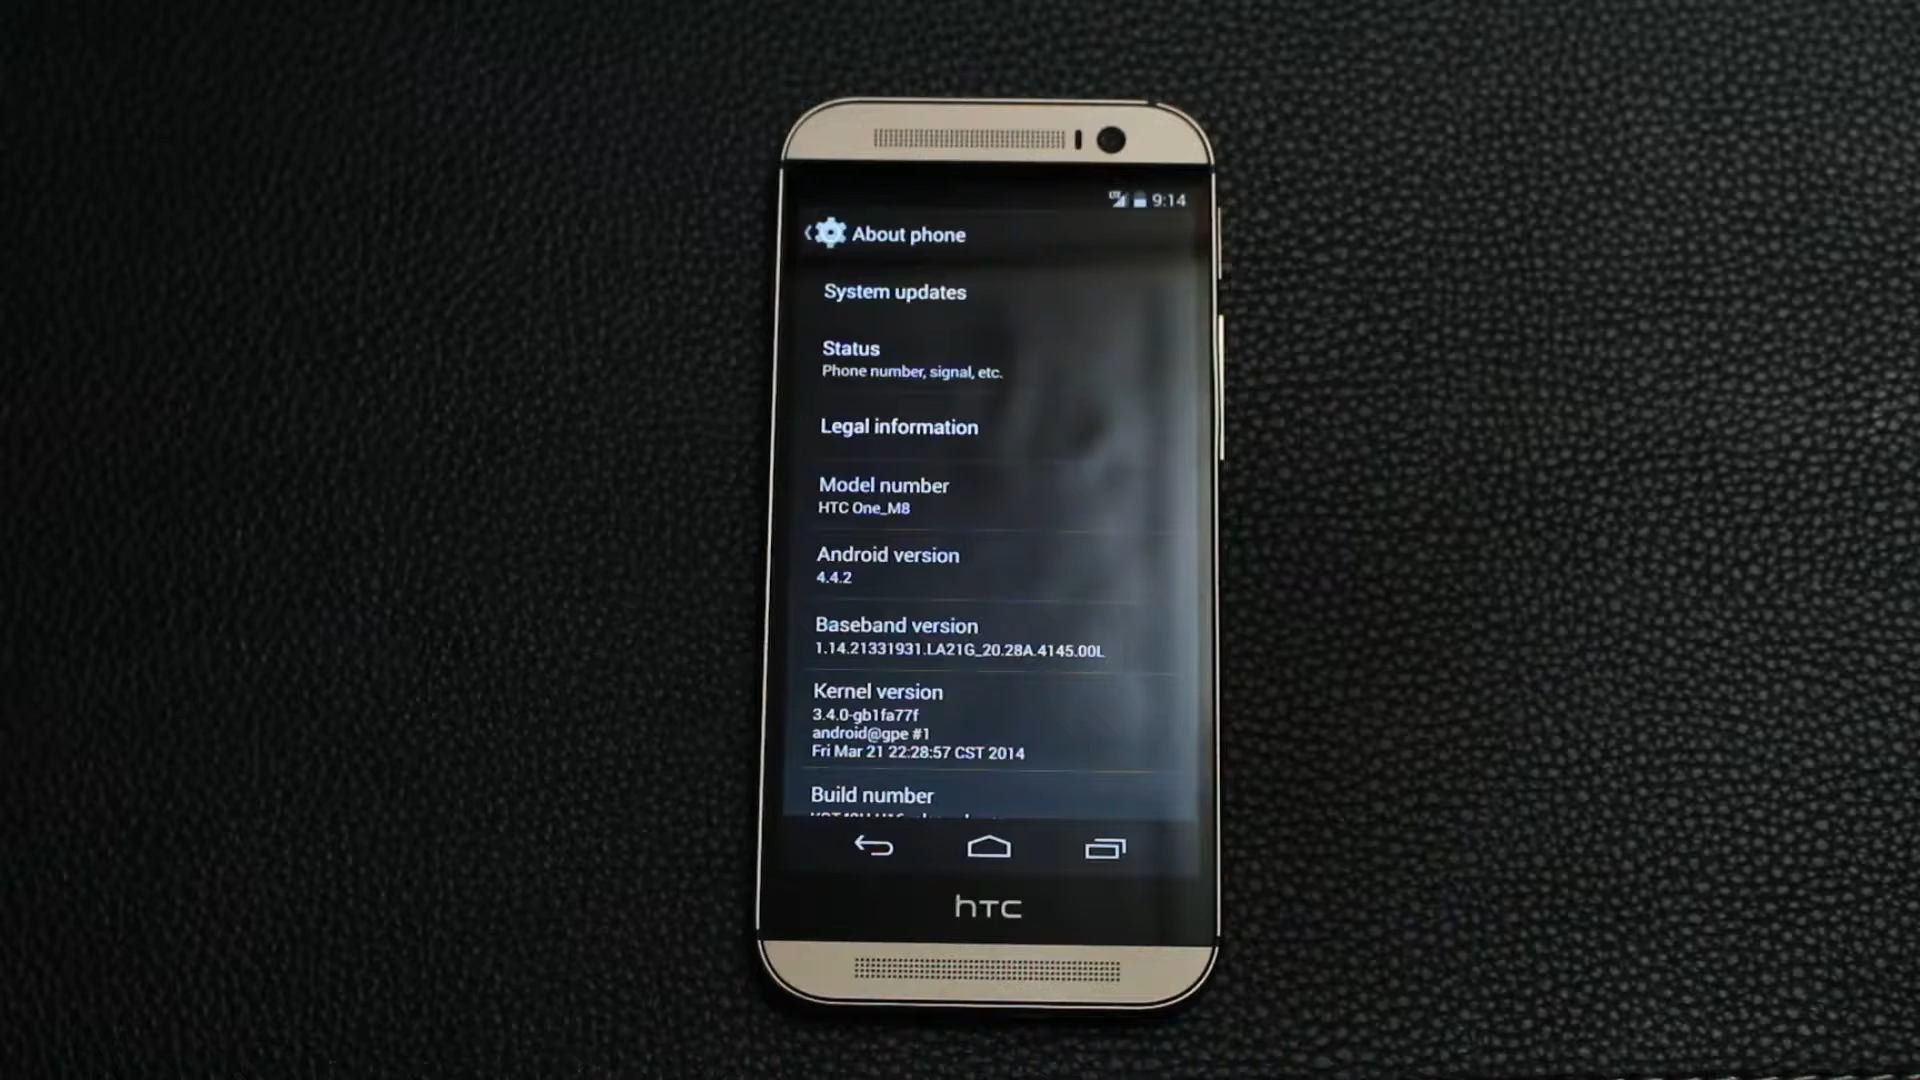 LTE 9:14
About phone
System updates
Status
Phone number, signal, etc.
Legal information
Model number
HTC One_M8
Android version
4.4.2
Baseband version
1.14.21331931.LA21G_20.28A.4145.00L
Kernel version
3.4.0-gb1fa77f
android@gpe #1
Fri Mar 21 22:28:57 CST 2014
Build number
hTC